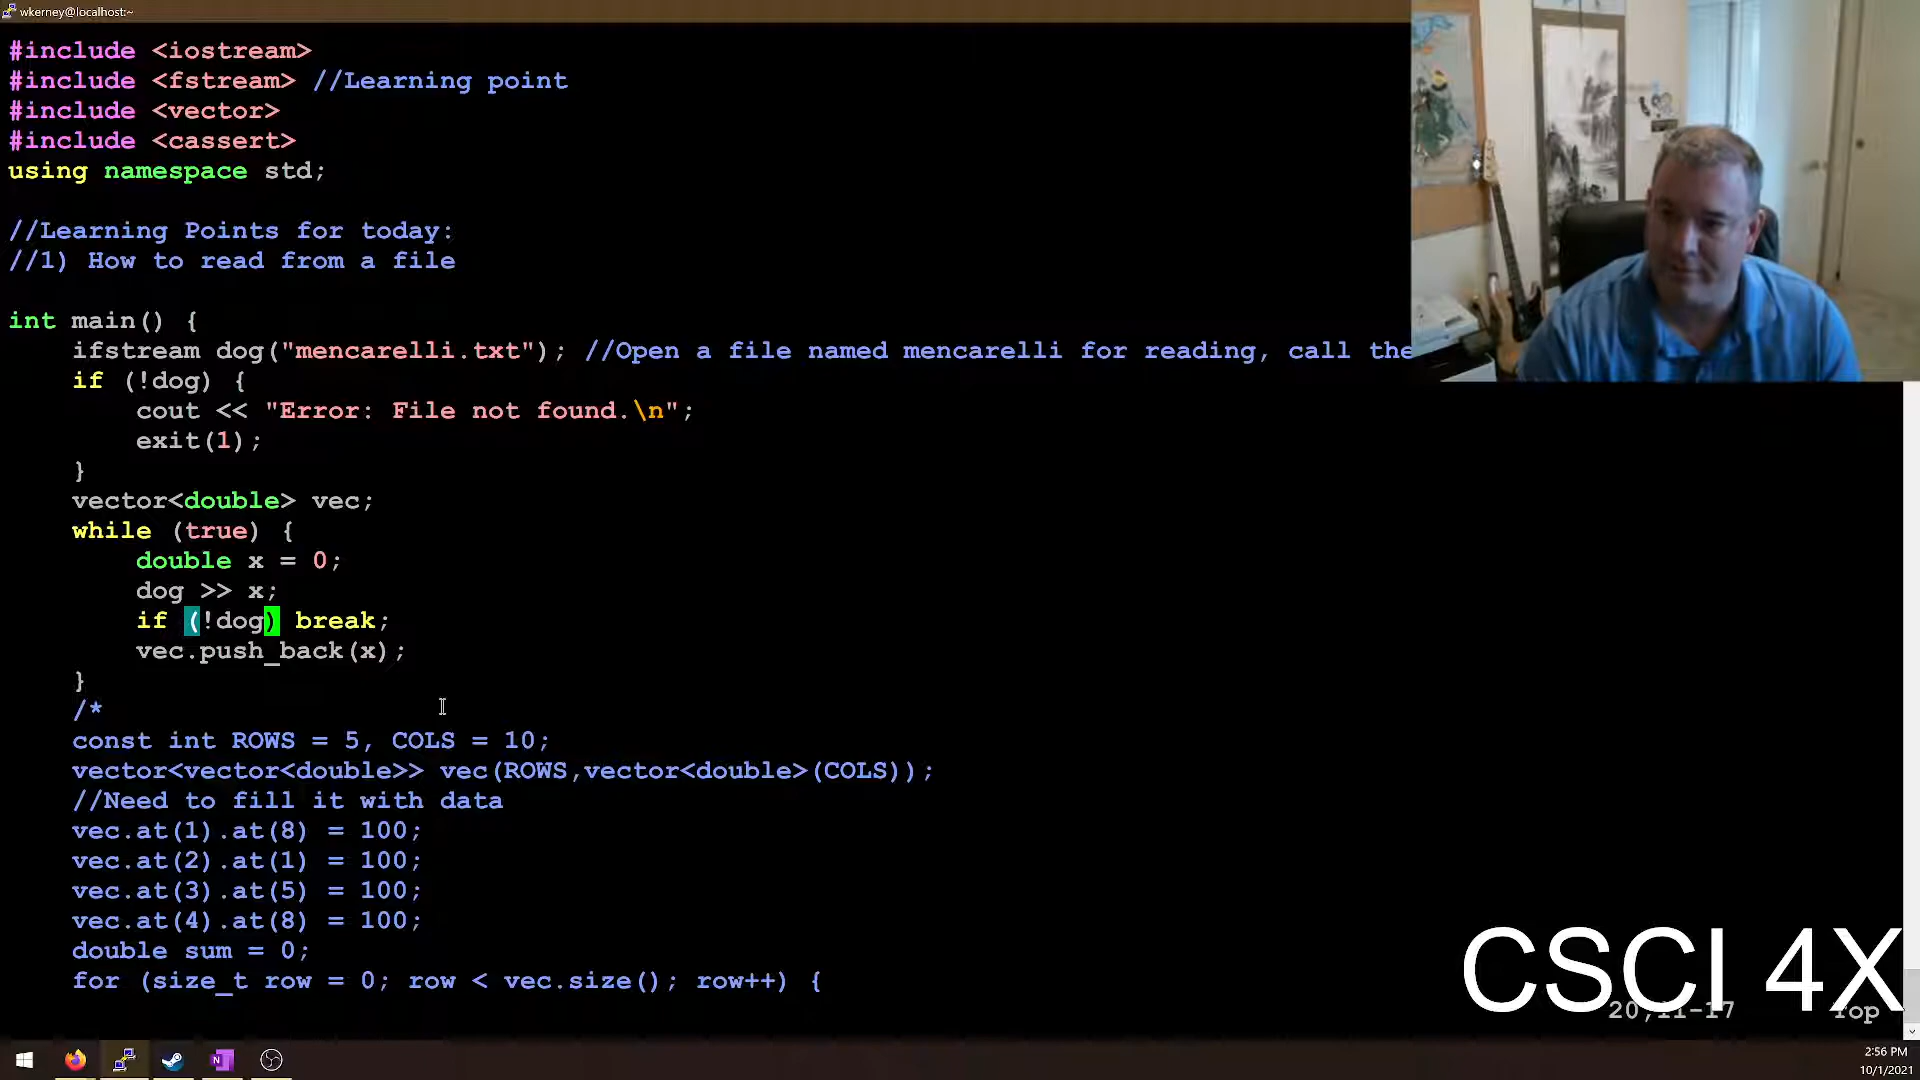 wkerney@localhost:~
#include <iostream>
#include <fstream> //Learning point
#include <vector>
#include <cassert>
using namespace std;
//Learning Points for today:
//1) How to read from a file
int main() {
    ifstream dog("mencarelli.txt"); //Open a file named mencarelli for reading, call the
    if (!dog) {
        cout << "Error: File not found.\n";
        exit(1);
    }
    vector<double> vec;
    while (true) {
        double x = 0;
        dog >> x;
        if (!dog) break;
        vec.push_back(x);
    }
    /*
    const int ROWS = 5, COLS = 10;
    vector<vector<double>> vec(ROWS,vector<double>(COLS));
    //Need to fill it with data
    vec.at(1).at(8) = 100;
    vec.at(2).at(1) = 100;
    vec.at(3).at(5) = 100;
    vec.at(4).at(8) = 100;
    double sum = 0;
    for (size_t row = 0; row < vec.size(); row++) {
CSCI 4X
20,11-17 Top
2:56 PM
10/1/2021